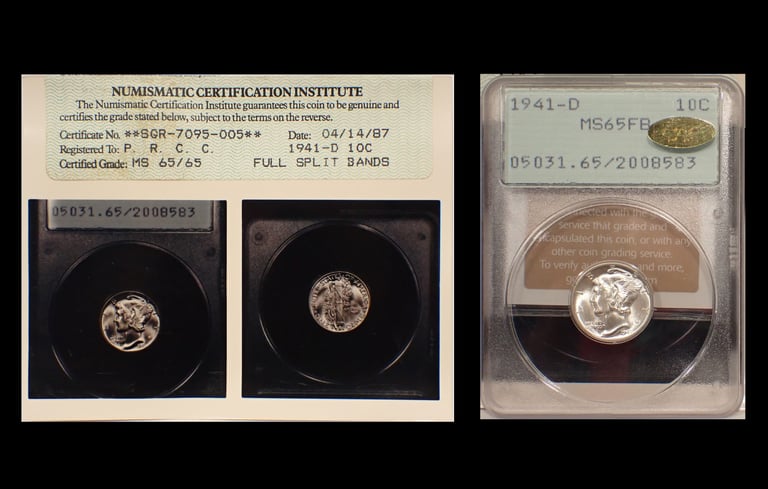 NUMISMATIC CERTIFICATION INSTITUTE
The Numismatic Certification Institute guarantees this coin to be genuine and
certifies the grade stated below, subject to the terms on the reverse.
Certificate No. **SGR-7095-005** Date: 04/14/87
Registered To: P. R. C. C. 1941-D 10C
Certified Grade: MS 65/65 FULL SPLIT BANDS
05031.65/2008583
1941-D 10C
MS65FB
05031.65/2008583
service that graded and
encapsulated this coin, or with any
other coin grading service.
To verify and more,